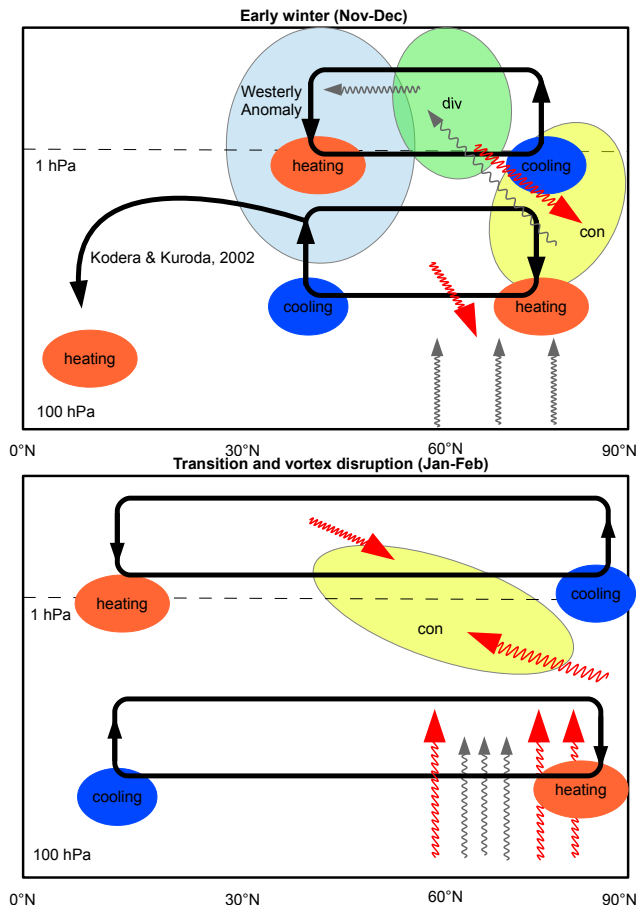 Early winter (Nov-Dec)
Westerly
Anomaly
div
heating
cooling
1 hPa
con
Kodera & Kuroda, 2002
cooling
heating
heating
100 hPa
0°N 30°N 60°N 90°N
Transition and vortex disruption (Jan-Feb)
heating
cooling
1 hPa
con
cooling
heating
100 hPa
0°N 30°N 60°N 90°N